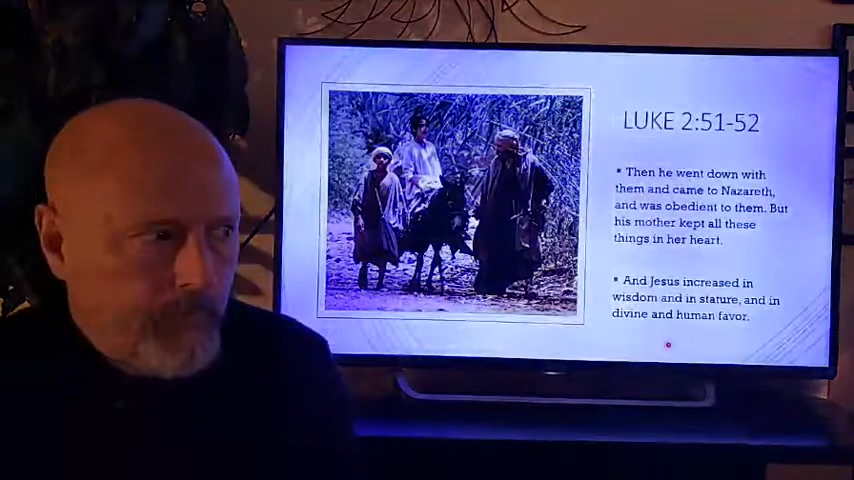 LUKE 2:51-52
Then he went down with
them and came to Nazareth,
and was obedient to them. But
his mother kept all these
things in her heart.
And Jesus increased in
wisdom and in stature, and in
divine and human favor.